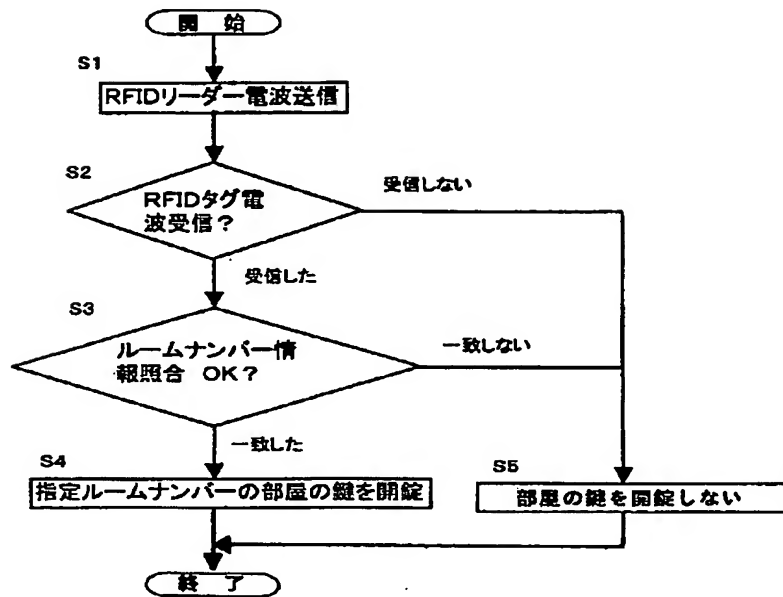 開 始
S1
RFIDリーダー電波送信
S2
RFIDタグ電
波受信？
受信しない
受信した
S3
ルームナンバー情
報照合 OK？
一致しない
一致した
S4
指定ルームナンバーの部屋の鍵を開錠
S5
部屋の鍵を開錠しない
終 了